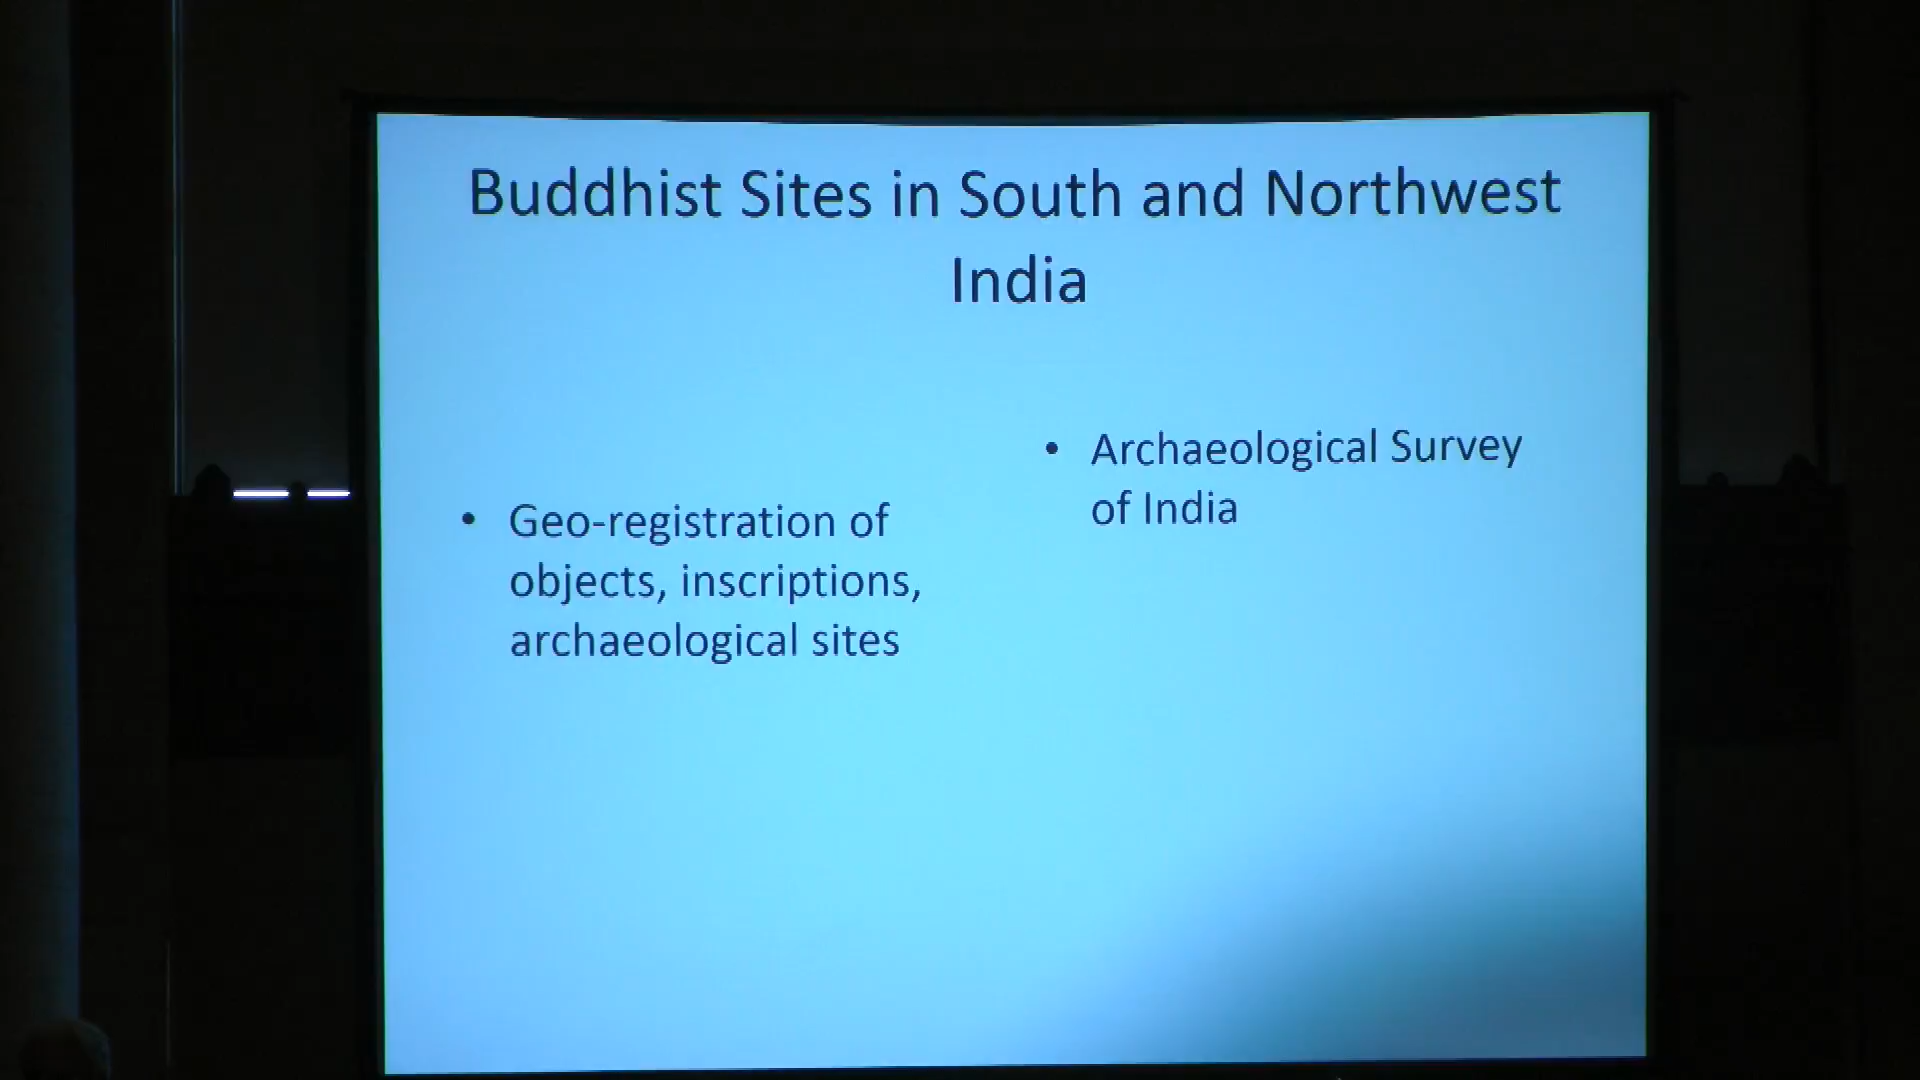 Buddhist Sites in South and Northwest
India
• Geo-registration of
objects, inscriptions,
archaeological sites
• Archaeological Survey
of India